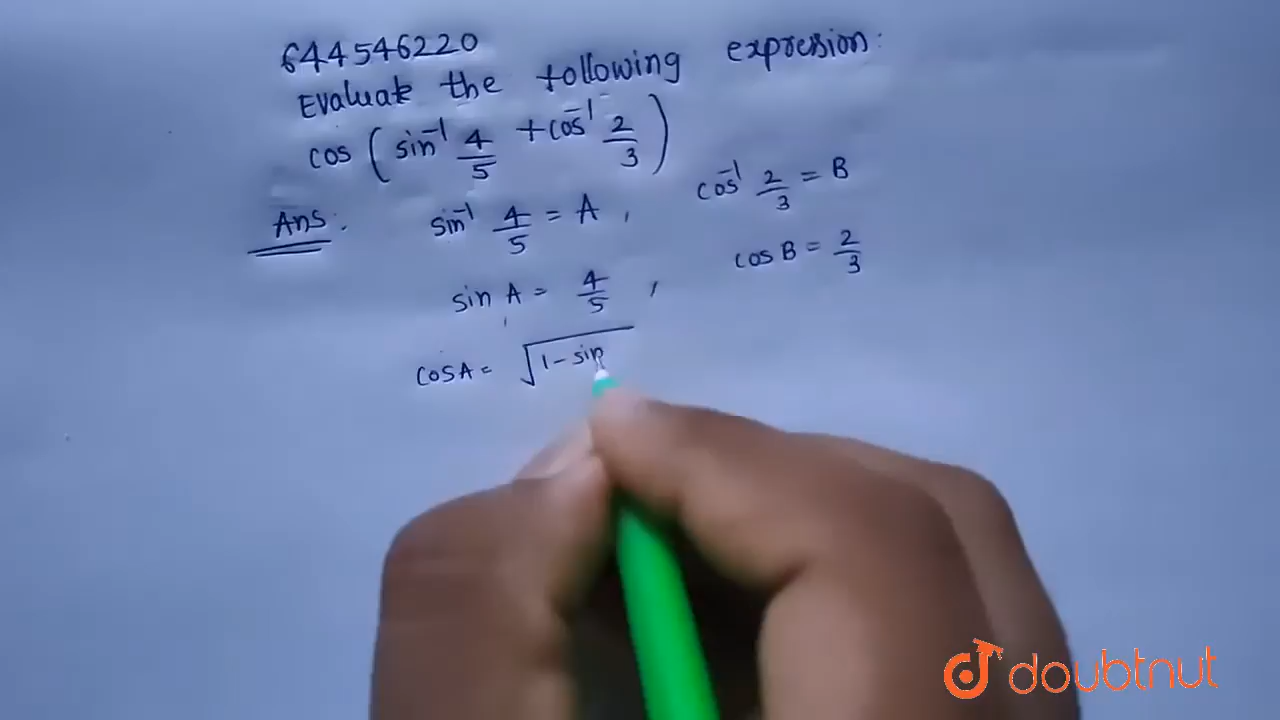 644546220
Evaluate the following expression:
cos (sin⁻¹ 4/5 + cos⁻¹ 2/3)
Ans: sin⁻¹ 4/5 = A, cos⁻¹ 2/3 = B
sin A = 4/5, cos B = 2/3
cos A = √1 - sin
doubtnut